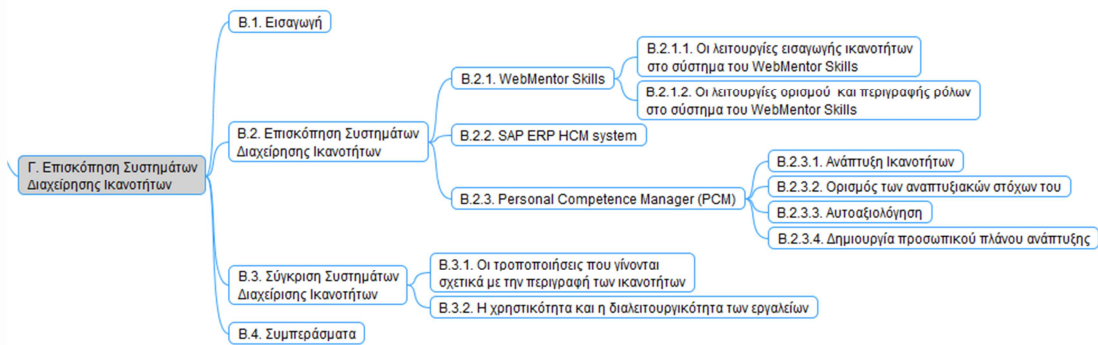 Γ. Επισκόπηση Συστημάτων
Διαχείρησης Ικανοτήτων
Β.1. Εισαγωγή
Β.2. Επισκόπηση Συστημάτων
Διαχείρησης Ικανοτήτων
Β.2.1. WebMentor Skills
Β.2.1.1. Οι λειτουργίες εισαγωγής ικανοτήτων
στο σύστημα του WebMentor Skills
Β.2.1.2. Οι λειτουργίες ορισμού και περιγραφής ρόλων
στο σύστημα του WebMentor Skills
Β.2.2. SAP ERP HCM system
Β.2.3. Personal Competence Manager (PCM)
Β.2.3.1. Ανάπτυξη Ικανοτήτων
Β.2.3.2. Ορισμός των αναπτυξιακών στόχων του
Β.2.3.3. Αυτοαξιολόγηση
Β.2.3.4. Δημιουργία προσωπικού πλάνου ανάπτυξης
Β.3. Σύγκριση Συστημάτων
Διαχείρισης Ικανοτήτων
Β.3.1. Οι τροποποιήσεις που γίνονται
σχετικά με την περιγραφή των ικανοτήτων
Β.3.2. Η χρηστικότητα και η διαλειτουργικότητα των εργαλείων
Β.4. Συμπεράσματα